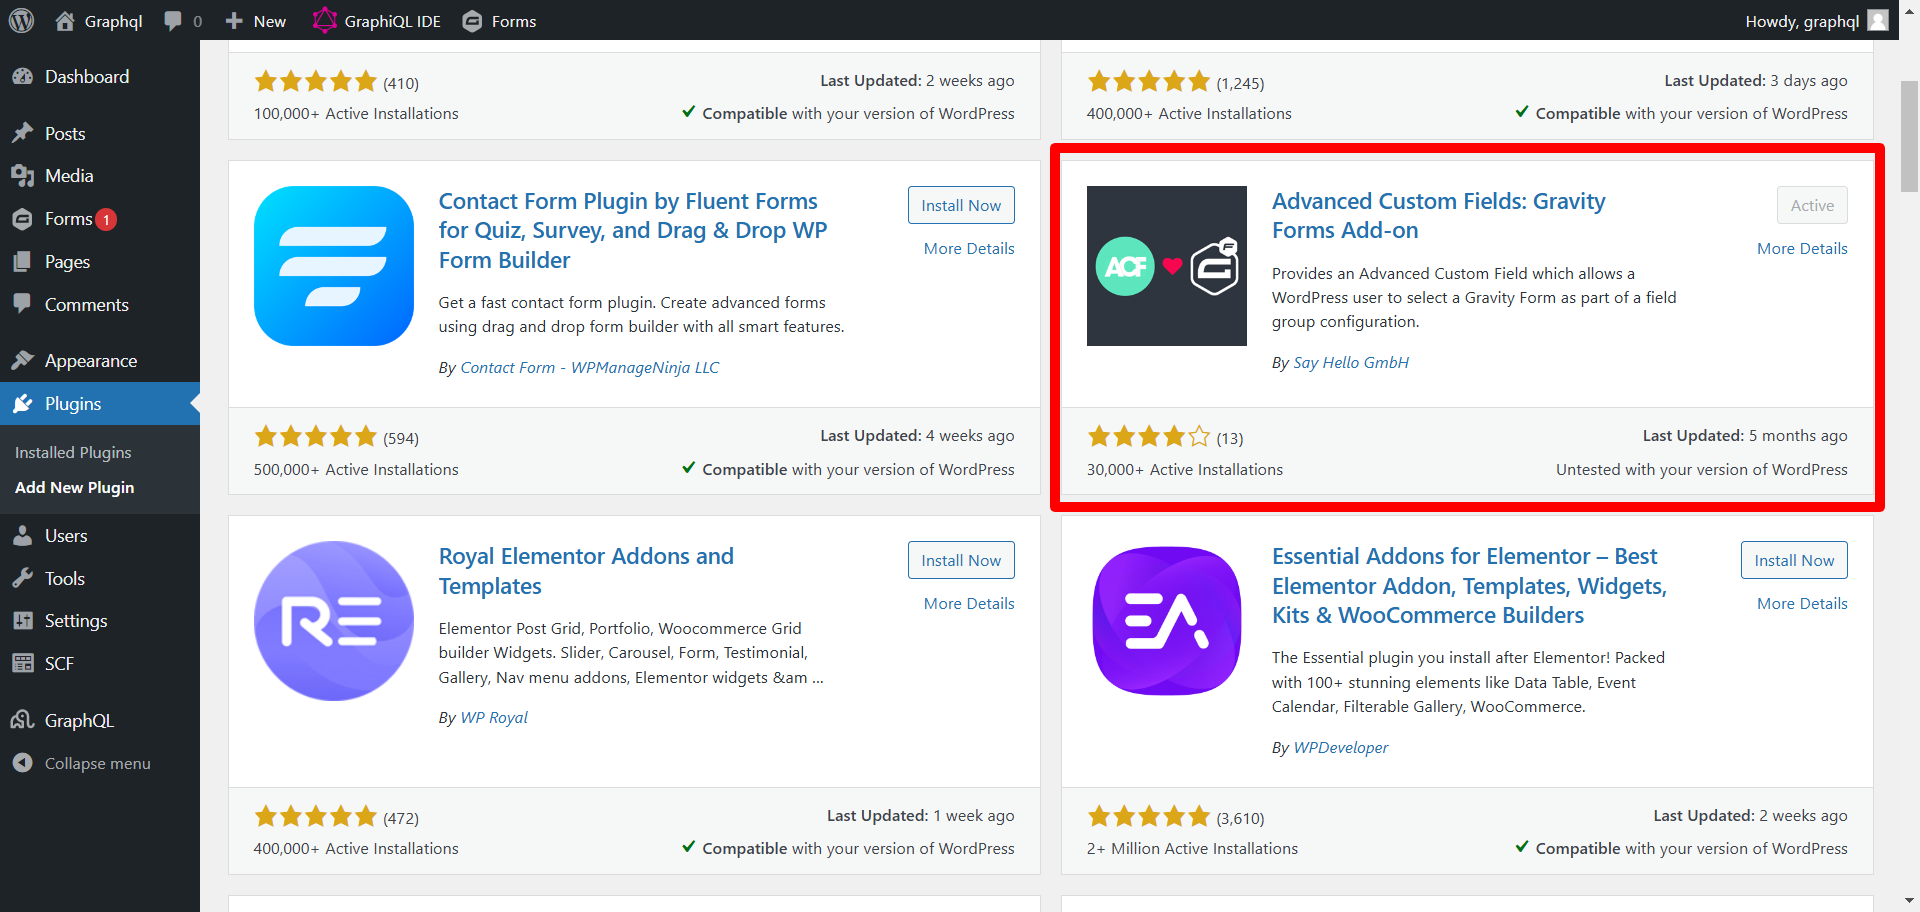 Graphql
0
New
GraphiQL IDE
Forms
Howdy, graphql
Dashboard
Posts
Media
Forms 1
Pages
Comments
Appearance
Plugins
Installed Plugins
Add New Plugin
Users
Tools
Settings
SCF
GraphQL
Collapse menu
(410)
Last Updated: 2 weeks ago
100,000+ Active Installations
Compatible with your version of WordPress
(1,245)
Last Updated: 3 days ago
400,000+ Active Installations
Compatible with your version of WordPress
Contact Form Plugin by Fluent Forms
for Quiz, Survey, and Drag & Drop WP
Form Builder
Install Now
More Details
Get a fast contact form plugin. Create advanced forms
using drag and drop form builder with all smart features.
By Contact Form - WPManageNinja LLC
(594)
Last Updated: 4 weeks ago
500,000+ Active Installations
Compatible with your version of WordPress
ACF
Advanced Custom Fields: Gravity
Forms Add-on
Active
More Details
Provides an Advanced Custom Field which allows a
WordPress user to select a Gravity Form as part of a field
group configuration.
By Say Hello GmbH
(13)
Last Updated: 5 months ago
30,000+ Active Installations
Untested with your version of WordPress
RE
Royal Elementor Addons and
Templates
Install Now
More Details
Elementor Post Grid, Portfolio, Woocommerce Grid
builder Widgets. Slider, Carousel, Form, Testimonial,
Gallery, Nav menu addons, Elementor widgets &am ...
By WP Royal
(472)
Last Updated: 1 week ago
400,000+ Active Installations
Compatible with your version of WordPress
EA
Essential Addons for Elementor – Best
Elementor Addon, Templates, Widgets,
Kits & WooCommerce Builders
Install Now
More Details
The Essential plugin you install after Elementor! Packed
with 100+ stunning elements like Data Table, Event
Calendar, Filterable Gallery, WooCommerce.
By WPDeveloper
(3,610)
Last Updated: 2 weeks ago
2+ Million Active Installations
Compatible with your version of WordPress